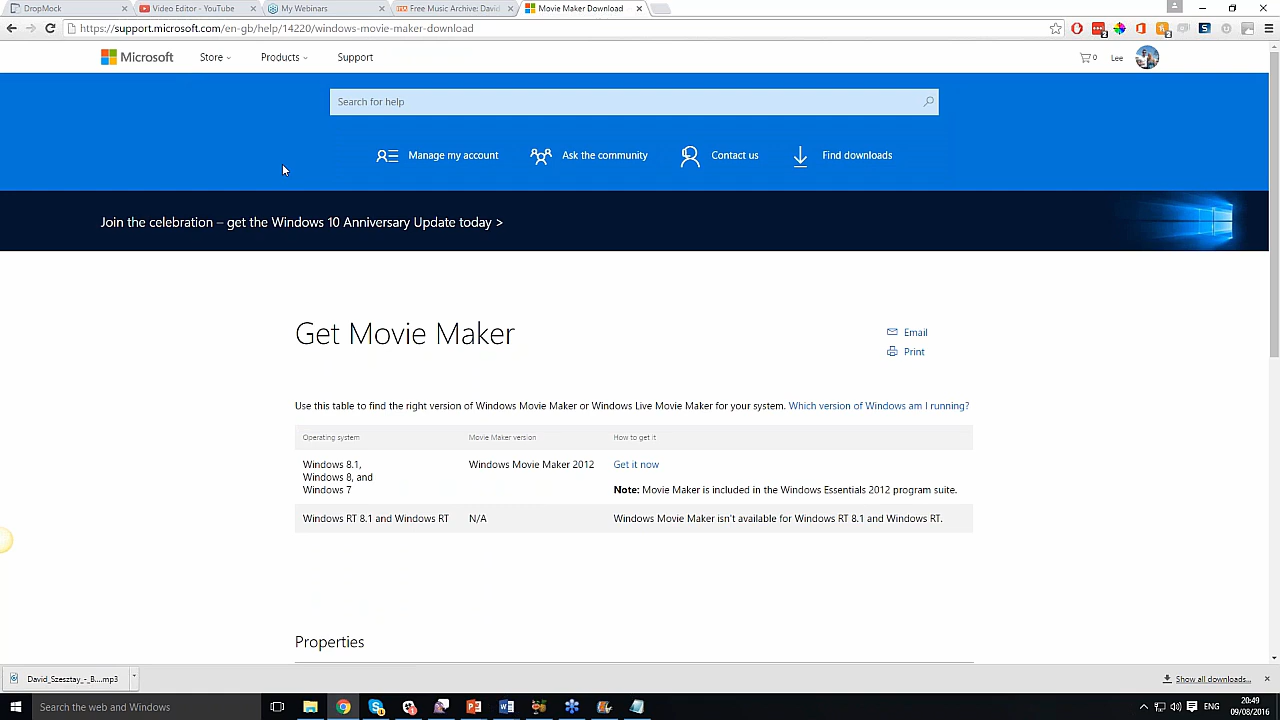 DropMock
Video Editor - YouTube
My Webinars
Free Music Archive: David
Movie Maker Download
https://support.microsoft.com/en-gb/help/14220/windows-movie-maker-download
Microsoft
Store
Products
Support
0
Lee
Search for help
Manage my account
Ask the community
Contact us
Find downloads
Join the celebration – get the Windows 10 Anniversary Update today >
Get Movie Maker
Email
Print
Use this table to find the right version of Windows Movie Maker or Windows Live Movie Maker for your system. Which version of Windows am I running?
Operating system Movie Maker version How to get it
Windows 8.1, Windows Movie Maker 2012 Get it now
Windows 8, and
Windows 7 Note: Movie Maker is included in the Windows Essentials 2012 program suite.
Windows RT 8.1 and Windows RT N/A Windows Movie Maker isn't available for Windows RT 8.1 and Windows RT.
Properties
David_Szesztay_-_B....mp3
Show all downloads...
Search the web and Windows
ENG
20:49
09/08/2016